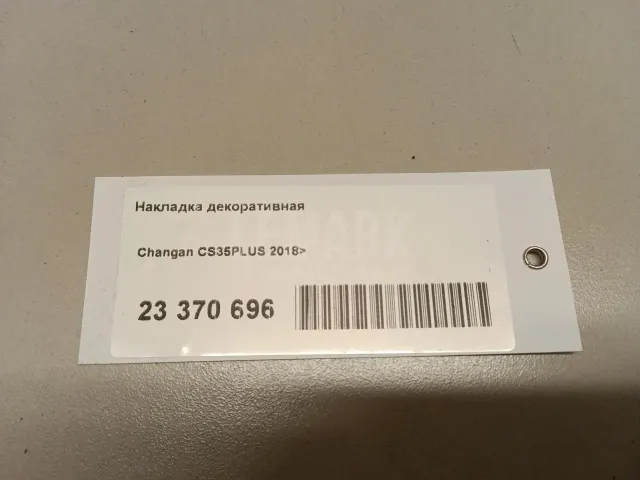 Накладка декоративная
Changan CS35PLUS 2018>
23 370 696